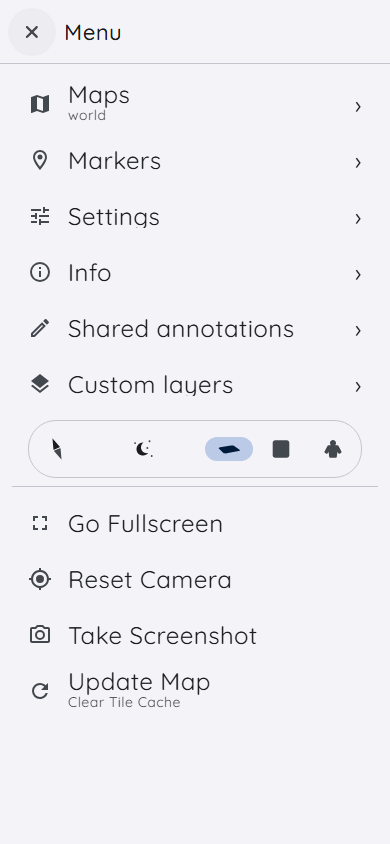 Menu
Maps
world
Markers
Settings
Info
Shared annotations
Custom layers
Go Fullscreen
Reset Camera
Take Screenshot
Update Map
Clear Tile Cache